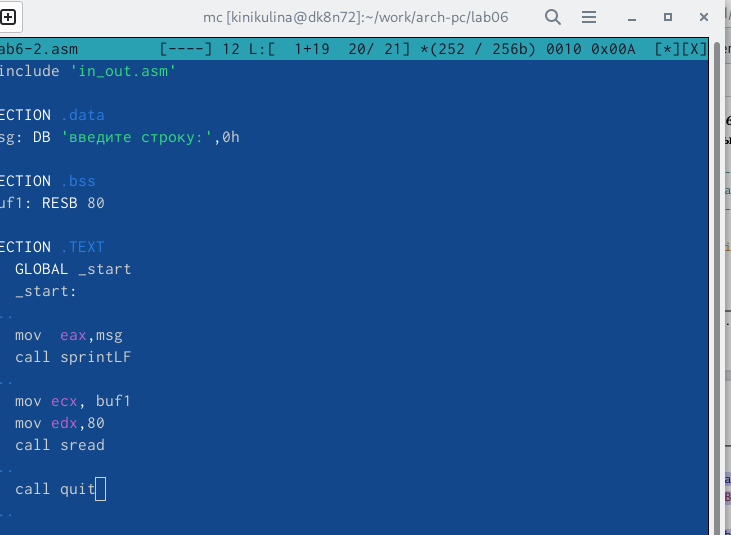 mc [kinikulina@dk8n72]:~/work/arch-pc/lab06
ab6-2.asm [----] 12 L:[ 1+19 20/ 21] *(252 / 256b) 0010 0x00A [*][X]
include 'in_out.asm'
ECTION .data
sg: DB 'введите строку:',0h
ECTION .bss
uf1: RESB 80
ECTION .TEXT
GLOBAL _start
_start:
..
mov eax,msg
call sprintLF
..
mov ecx, buf1
mov edx,80
call sread
..
call quit
..